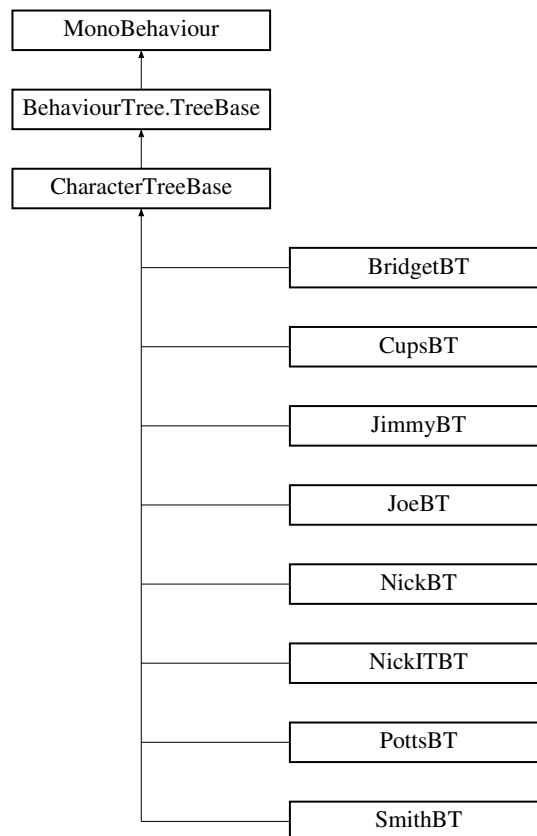 MonoBehaviour
BehaviourTree.TreeBase
CharacterTreeBase
BridgetBT
CupsBT
JimmyBT
JoeBT
NickBT
NickITBT
PottsBT
SmithBT